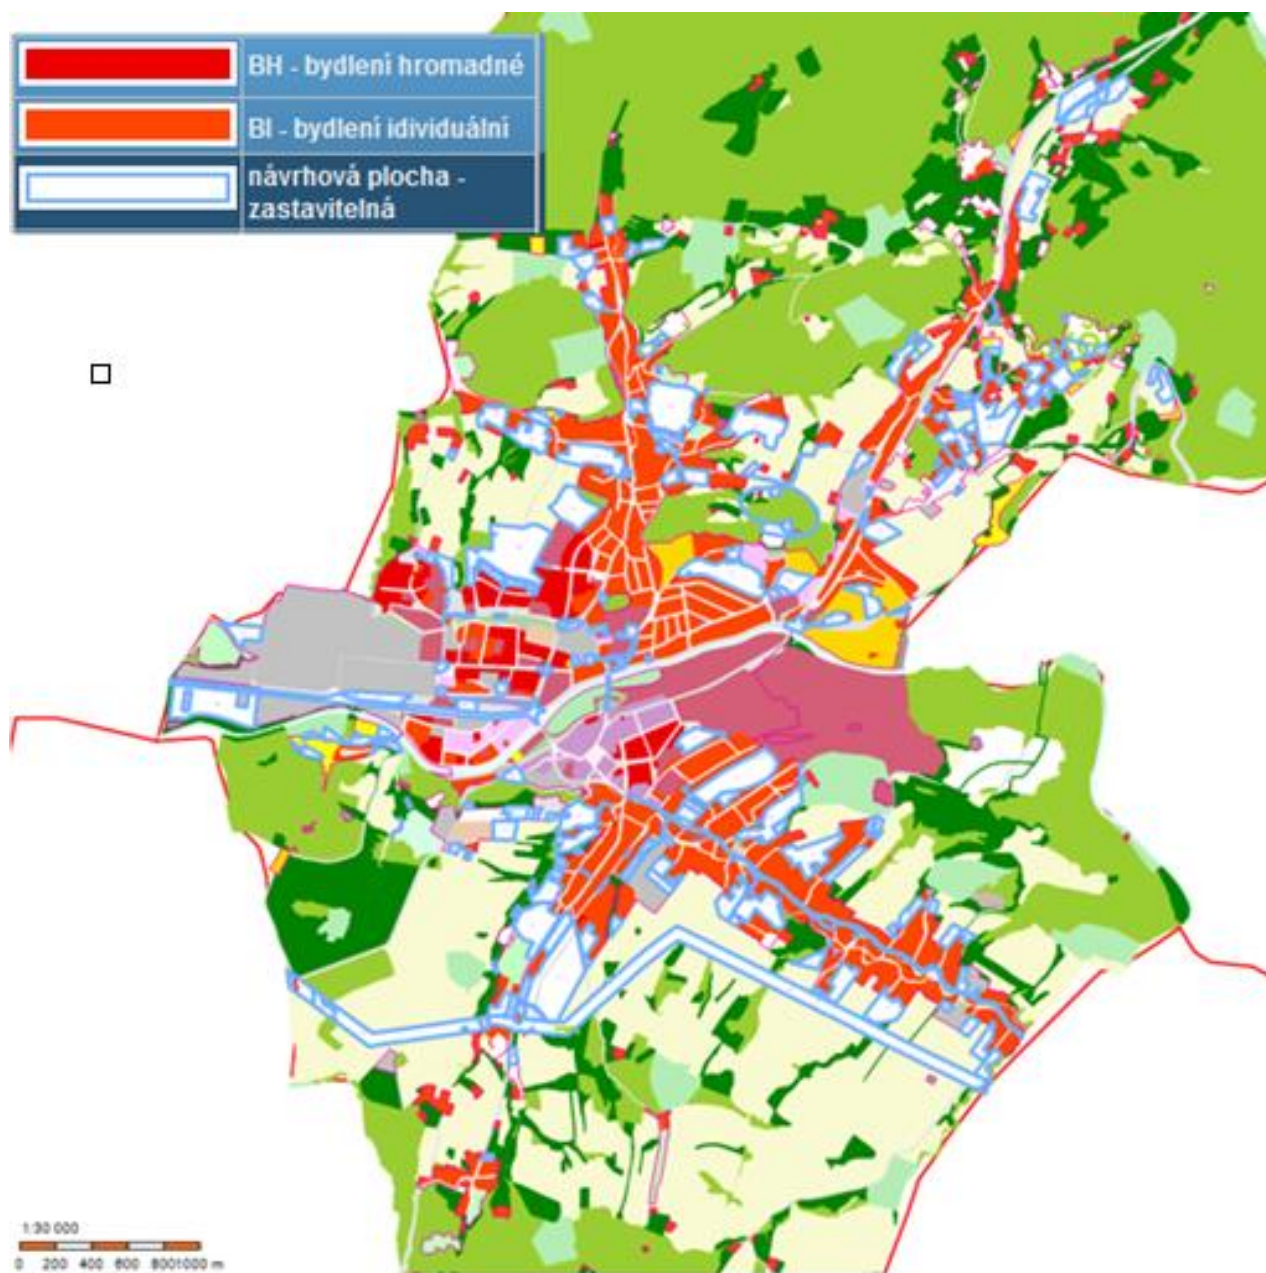 BH - bydlení hromadné
BI - bydlení idividuální
návrhová plocha -
zastavitelná
1:30 000
0 200 400 600 8001000 m